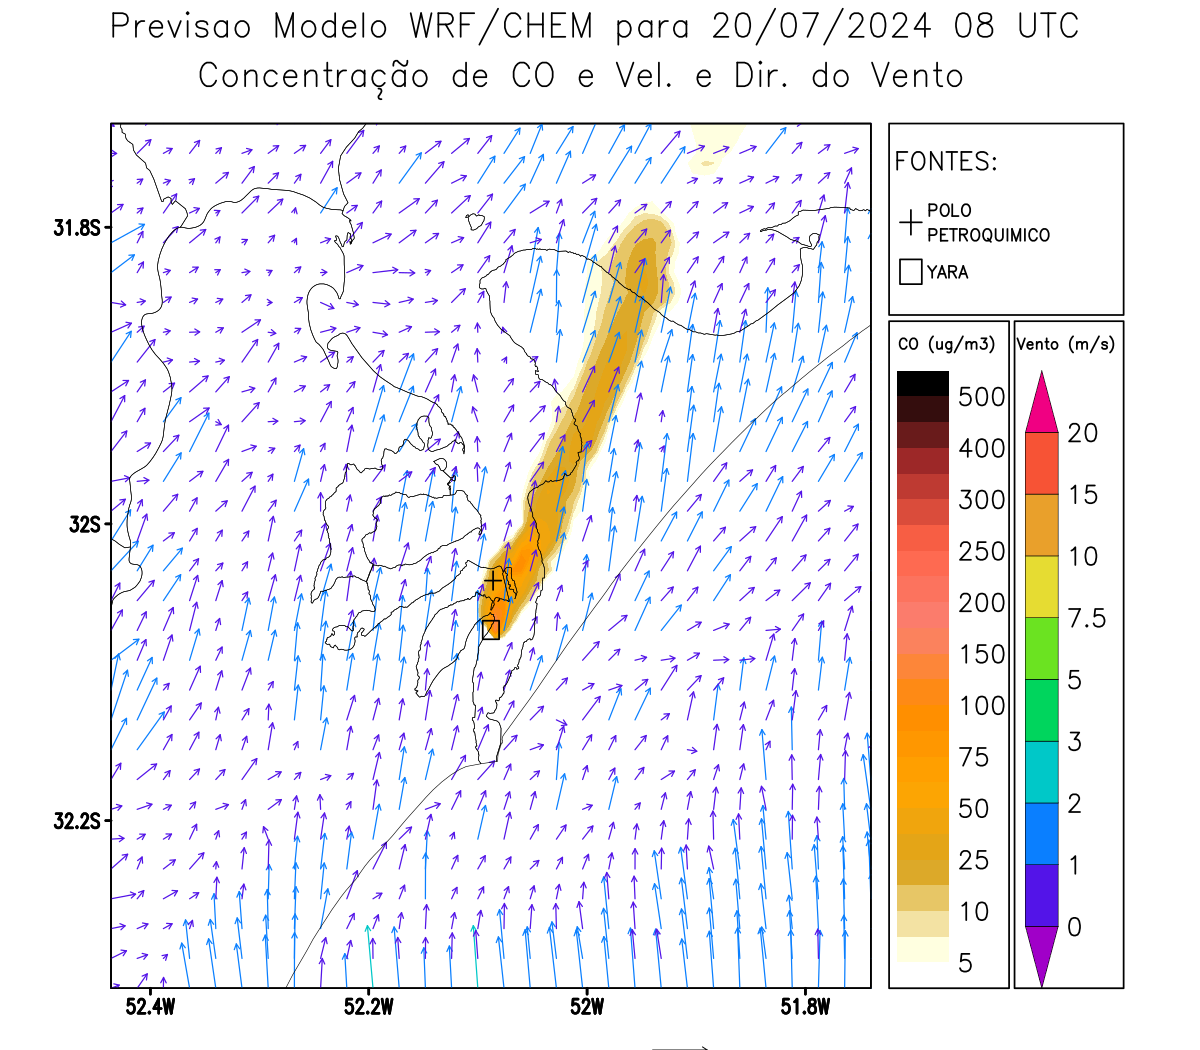 Previsao Modelo WRF/CHEM para 20/07/2024 08 UTC
Concentração de CO e Vel. e Dir. do Vento
FONTES:
POLO
PETROQUIMICO
YARA
CO (ug/m3)
500
400
300
250
200
150
100
75
50
25
10
5
Vento (m/s)
20
15
10
7.5
5
3
2
1
0
31.8S
32S
32.2S
52.4W
52.2W
52W
51.8W